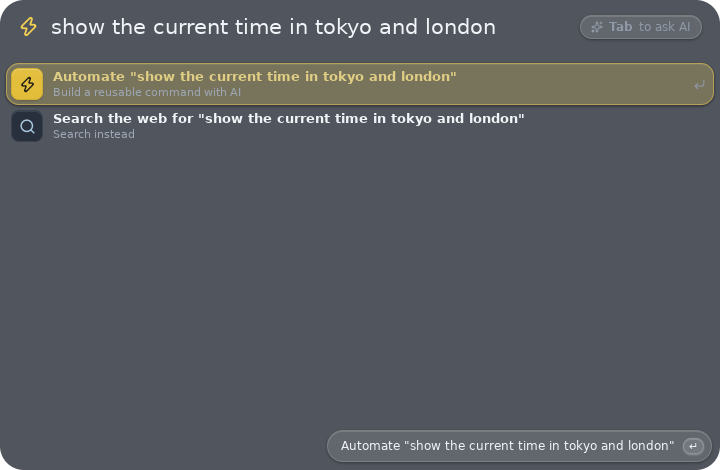 show the current time in tokyo and london
Tab to ask AI
Automate "show the current time in tokyo and london"
Build a reusable command with AI
Search the web for "show the current time in tokyo and london"
Search instead
Automate "show the current time in tokyo and london"